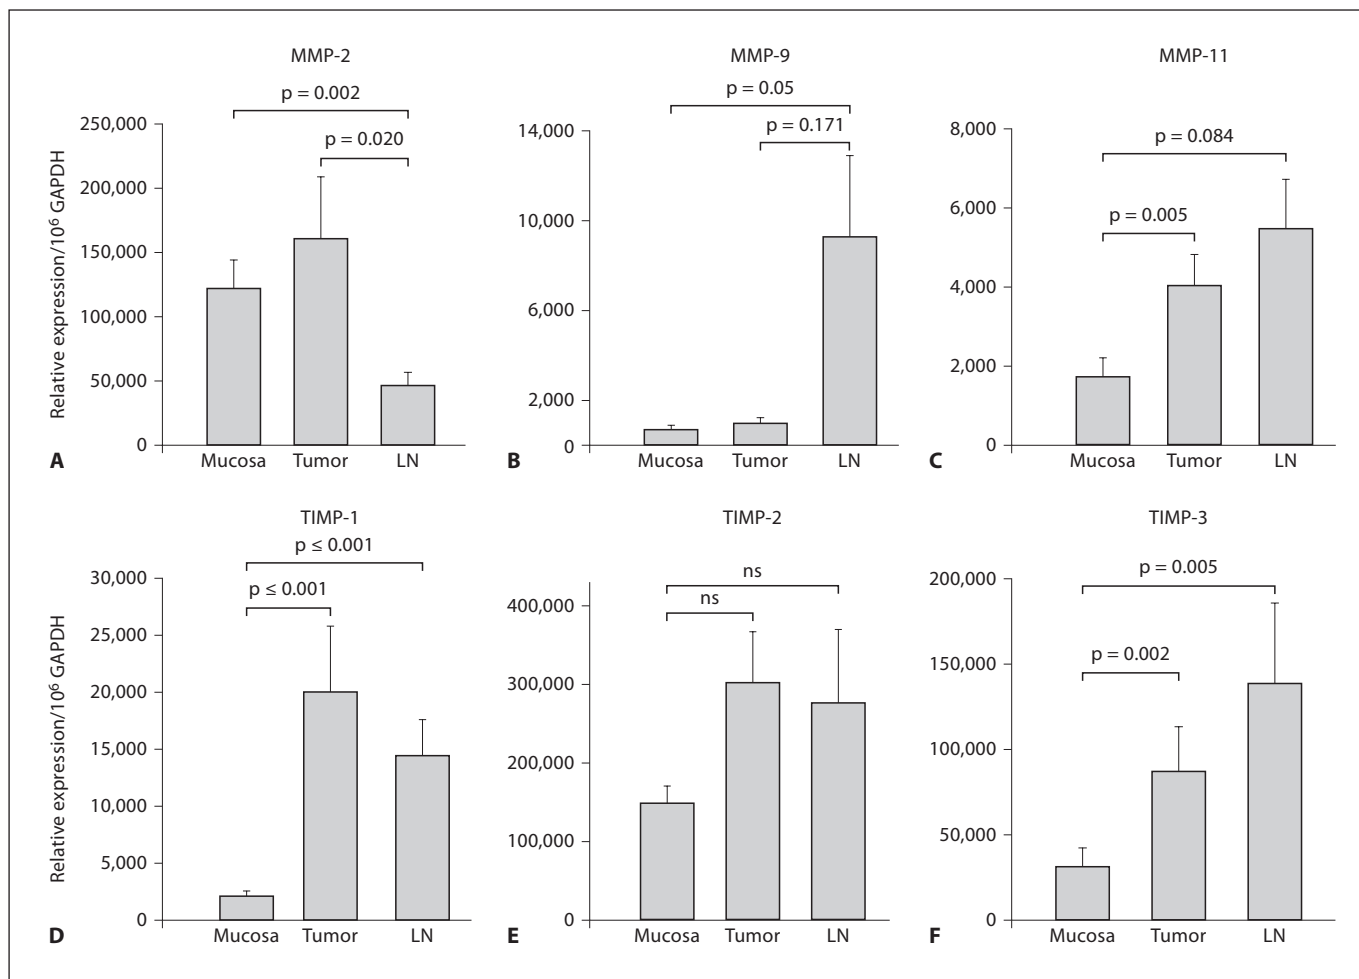 MMP-2
p = 0.002
p = 0.020
250,000
200,000
150,000
100,000
50,000
0
Relative expression/10⁶ GAPDH
Mucosa Tumor LN
A
MMP-9
p = 0.05
p = 0.171
14,000
10,000
6,000
2,000
0
Mucosa Tumor LN
B
MMP-11
p = 0.084
p = 0.005
8,000
6,000
4,000
2,000
0
Mucosa Tumor LN
C
TIMP-1
p ≤ 0.001
p ≤ 0.001
30,000
25,000
20,000
15,000
10,000
5,000
0
Relative expression/10⁶ GAPDH
Mucosa Tumor LN
D
TIMP-2
ns
ns
400,000
300,000
200,000
100,000
0
Mucosa Tumor LN
E
TIMP-3
p = 0.005
p = 0.002
200,000
150,000
100,000
50,000
0
Mucosa Tumor LN
F